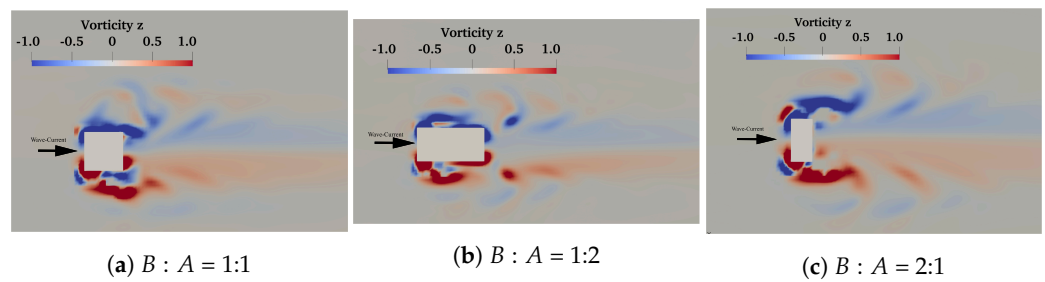 Vorticity z
-1.0 -0.5 0 0.5 1.0
Wave-Current
(a) B : A = 1:1
Vorticity z
-1.0 -0.5 0 0.5 1.0
Wave-Current
(b) B : A = 1:2
Vorticity z
-1.0 -0.5 0 0.5 1.0
Wave-Current
(c) B : A = 2:1